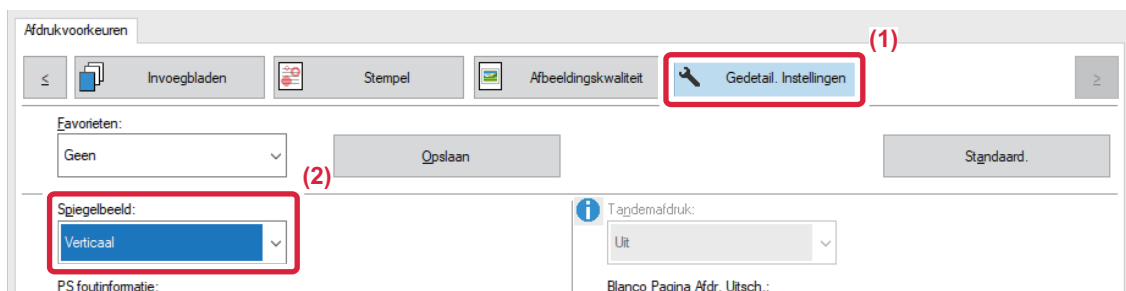 Afdrukvoorkeuren
(1)
< Invoegbladen Stempel Afbeeldingskwaliteit Gedetail. Instellingen >
Favorieten:
Geen Opslaan Standaard.
(2)
Spiegelbeeld: Tandemafdruk:
Verticaal Uit
PS foutinformatie: Blanco Pagina Afdr. Uitsch.: